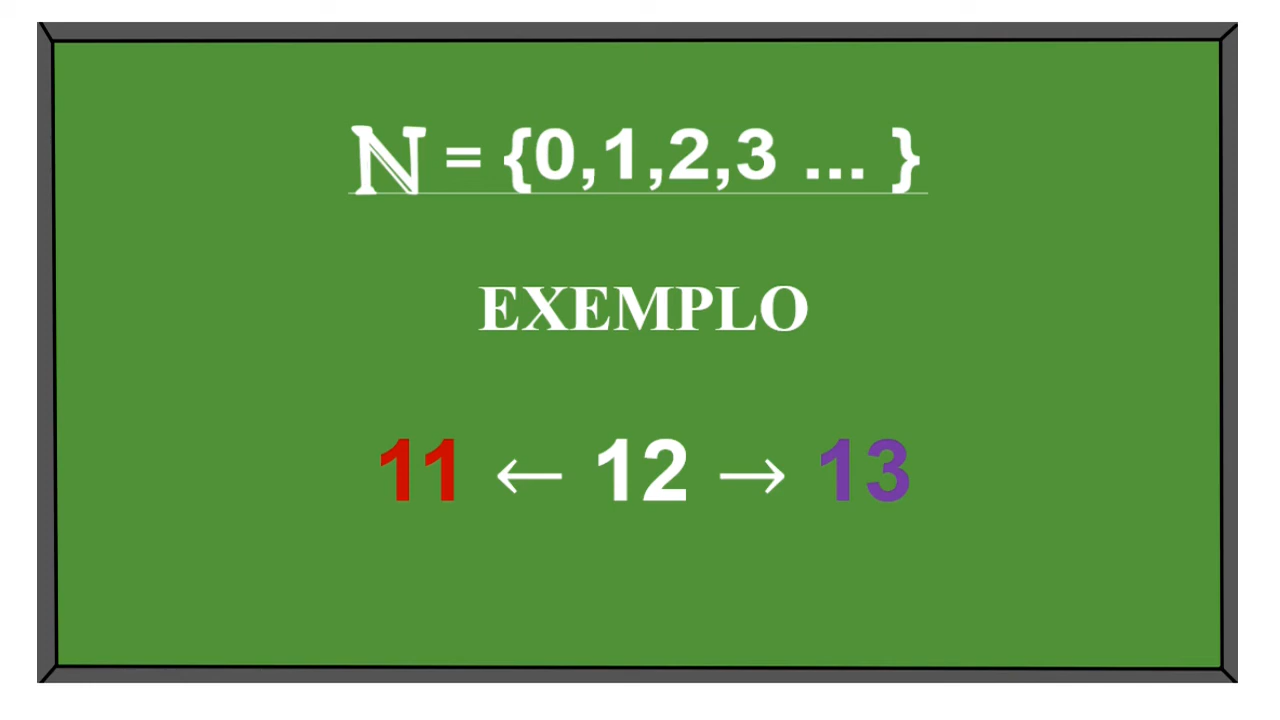 N = {0,1,2,3 ... }
EXEMPLO
11 ← 12 → 13